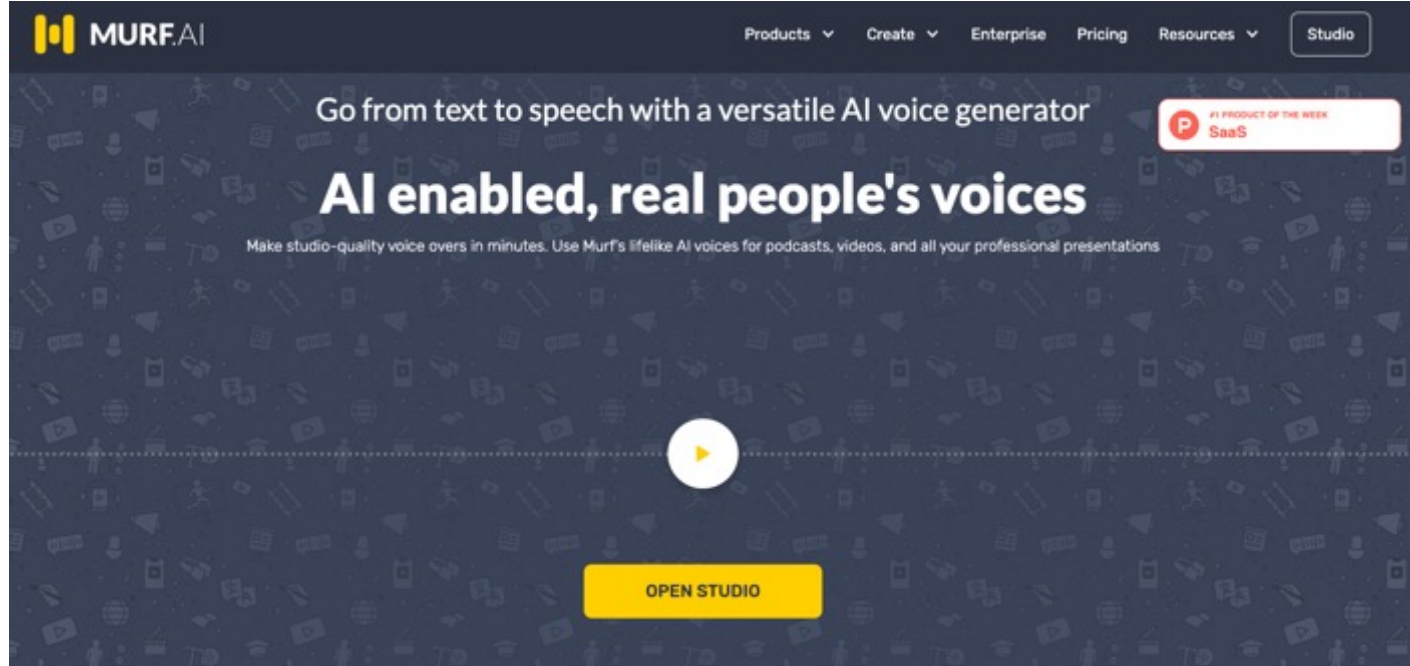 MURF.AI
Products Create Enterprise Pricing Resources Studio
Go from text to speech with a versatile AI voice generator
P #1 PRODUCT OF THE WEEK
SaaS
AI enabled, real people's voices
Make studio-quality voice overs in minutes. Use Murf's lifelike AI voices for podcasts, videos, and all your professional presentations
OPEN STUDIO